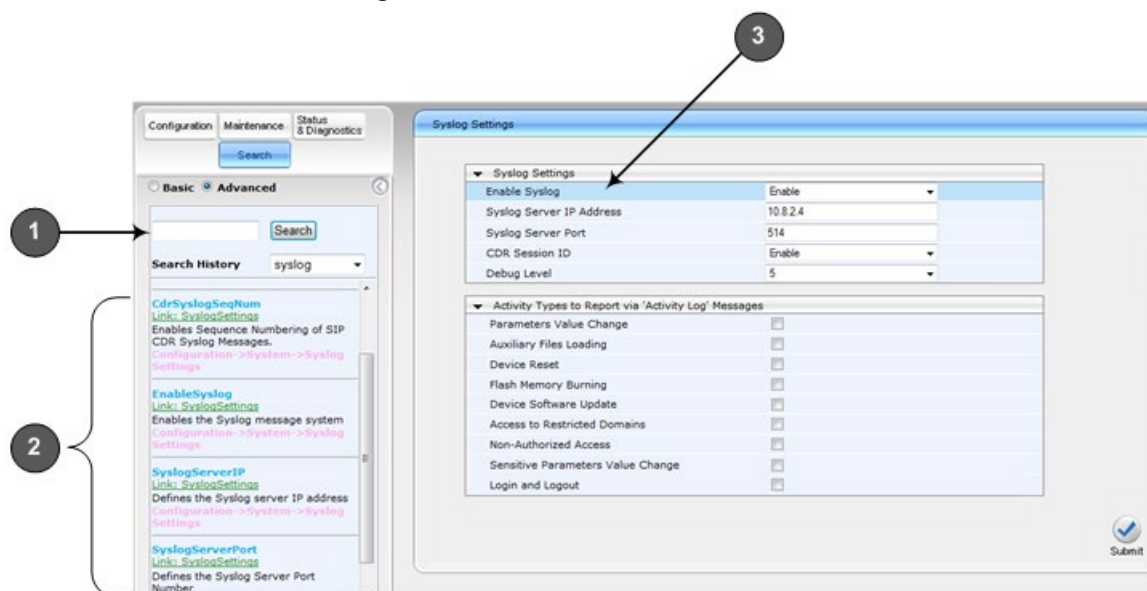 3
Configuration Maintenance Status & Diagnostics
Search
Basic Advanced
1
Search
Search History syslog
2
CdrSyslogSeqNum
Link: SyslogSettings
Enables Sequence Numbering of SIP
CDR Syslog Messages.
Configuration->System->Syslog
Settings
EnableSyslog
Link: SyslogSettings
Enables the Syslog message system
Configuration->System->Syslog
Settings
SyslogServerIP
Link: SyslogSettings
Defines the Syslog server IP address
Configuration->System->Syslog
Settings
SyslogServerPort
Link: SyslogSettings
Defines the Syslog Server Port
Number
Syslog Settings
Syslog Settings
Enable Syslog Enable
Syslog Server IP Address 10.8.2.4
Syslog Server Port 514
CDR Session ID Enable
Debug Level 5
Activity Types to Report via 'Activity Log' Messages
Parameters Value Change
Auxiliary Files Loading
Device Reset
Flash Memory Burning
Device Software Update
Access to Restricted Domains
Non-Authorized Access
Sensitive Parameters Value Change
Login and Logout
Submit